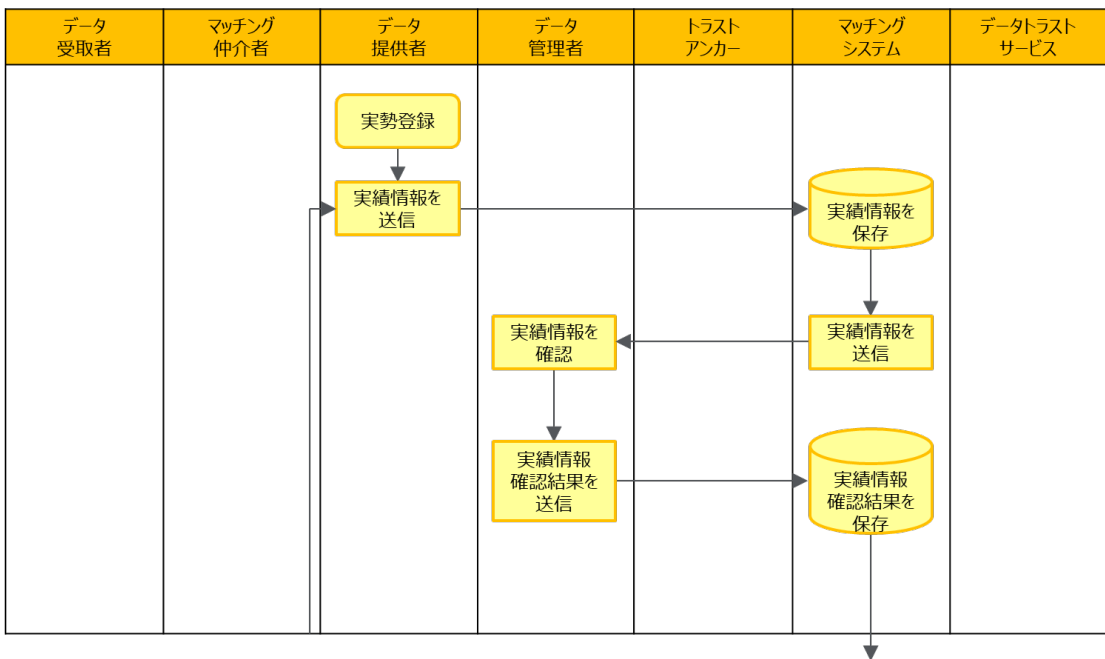 データ
受取者
マッチング
仲介者
データ
提供者
データ
管理者
トラスト
アンカー
マッチング
システム
データトラスト
サービス
実勢登録
実績情報を
送信
実績情報を
保存
実績情報を
確認
実績情報を
送信
実績情報
確認結果を
送信
実績情報
確認結果を
保存